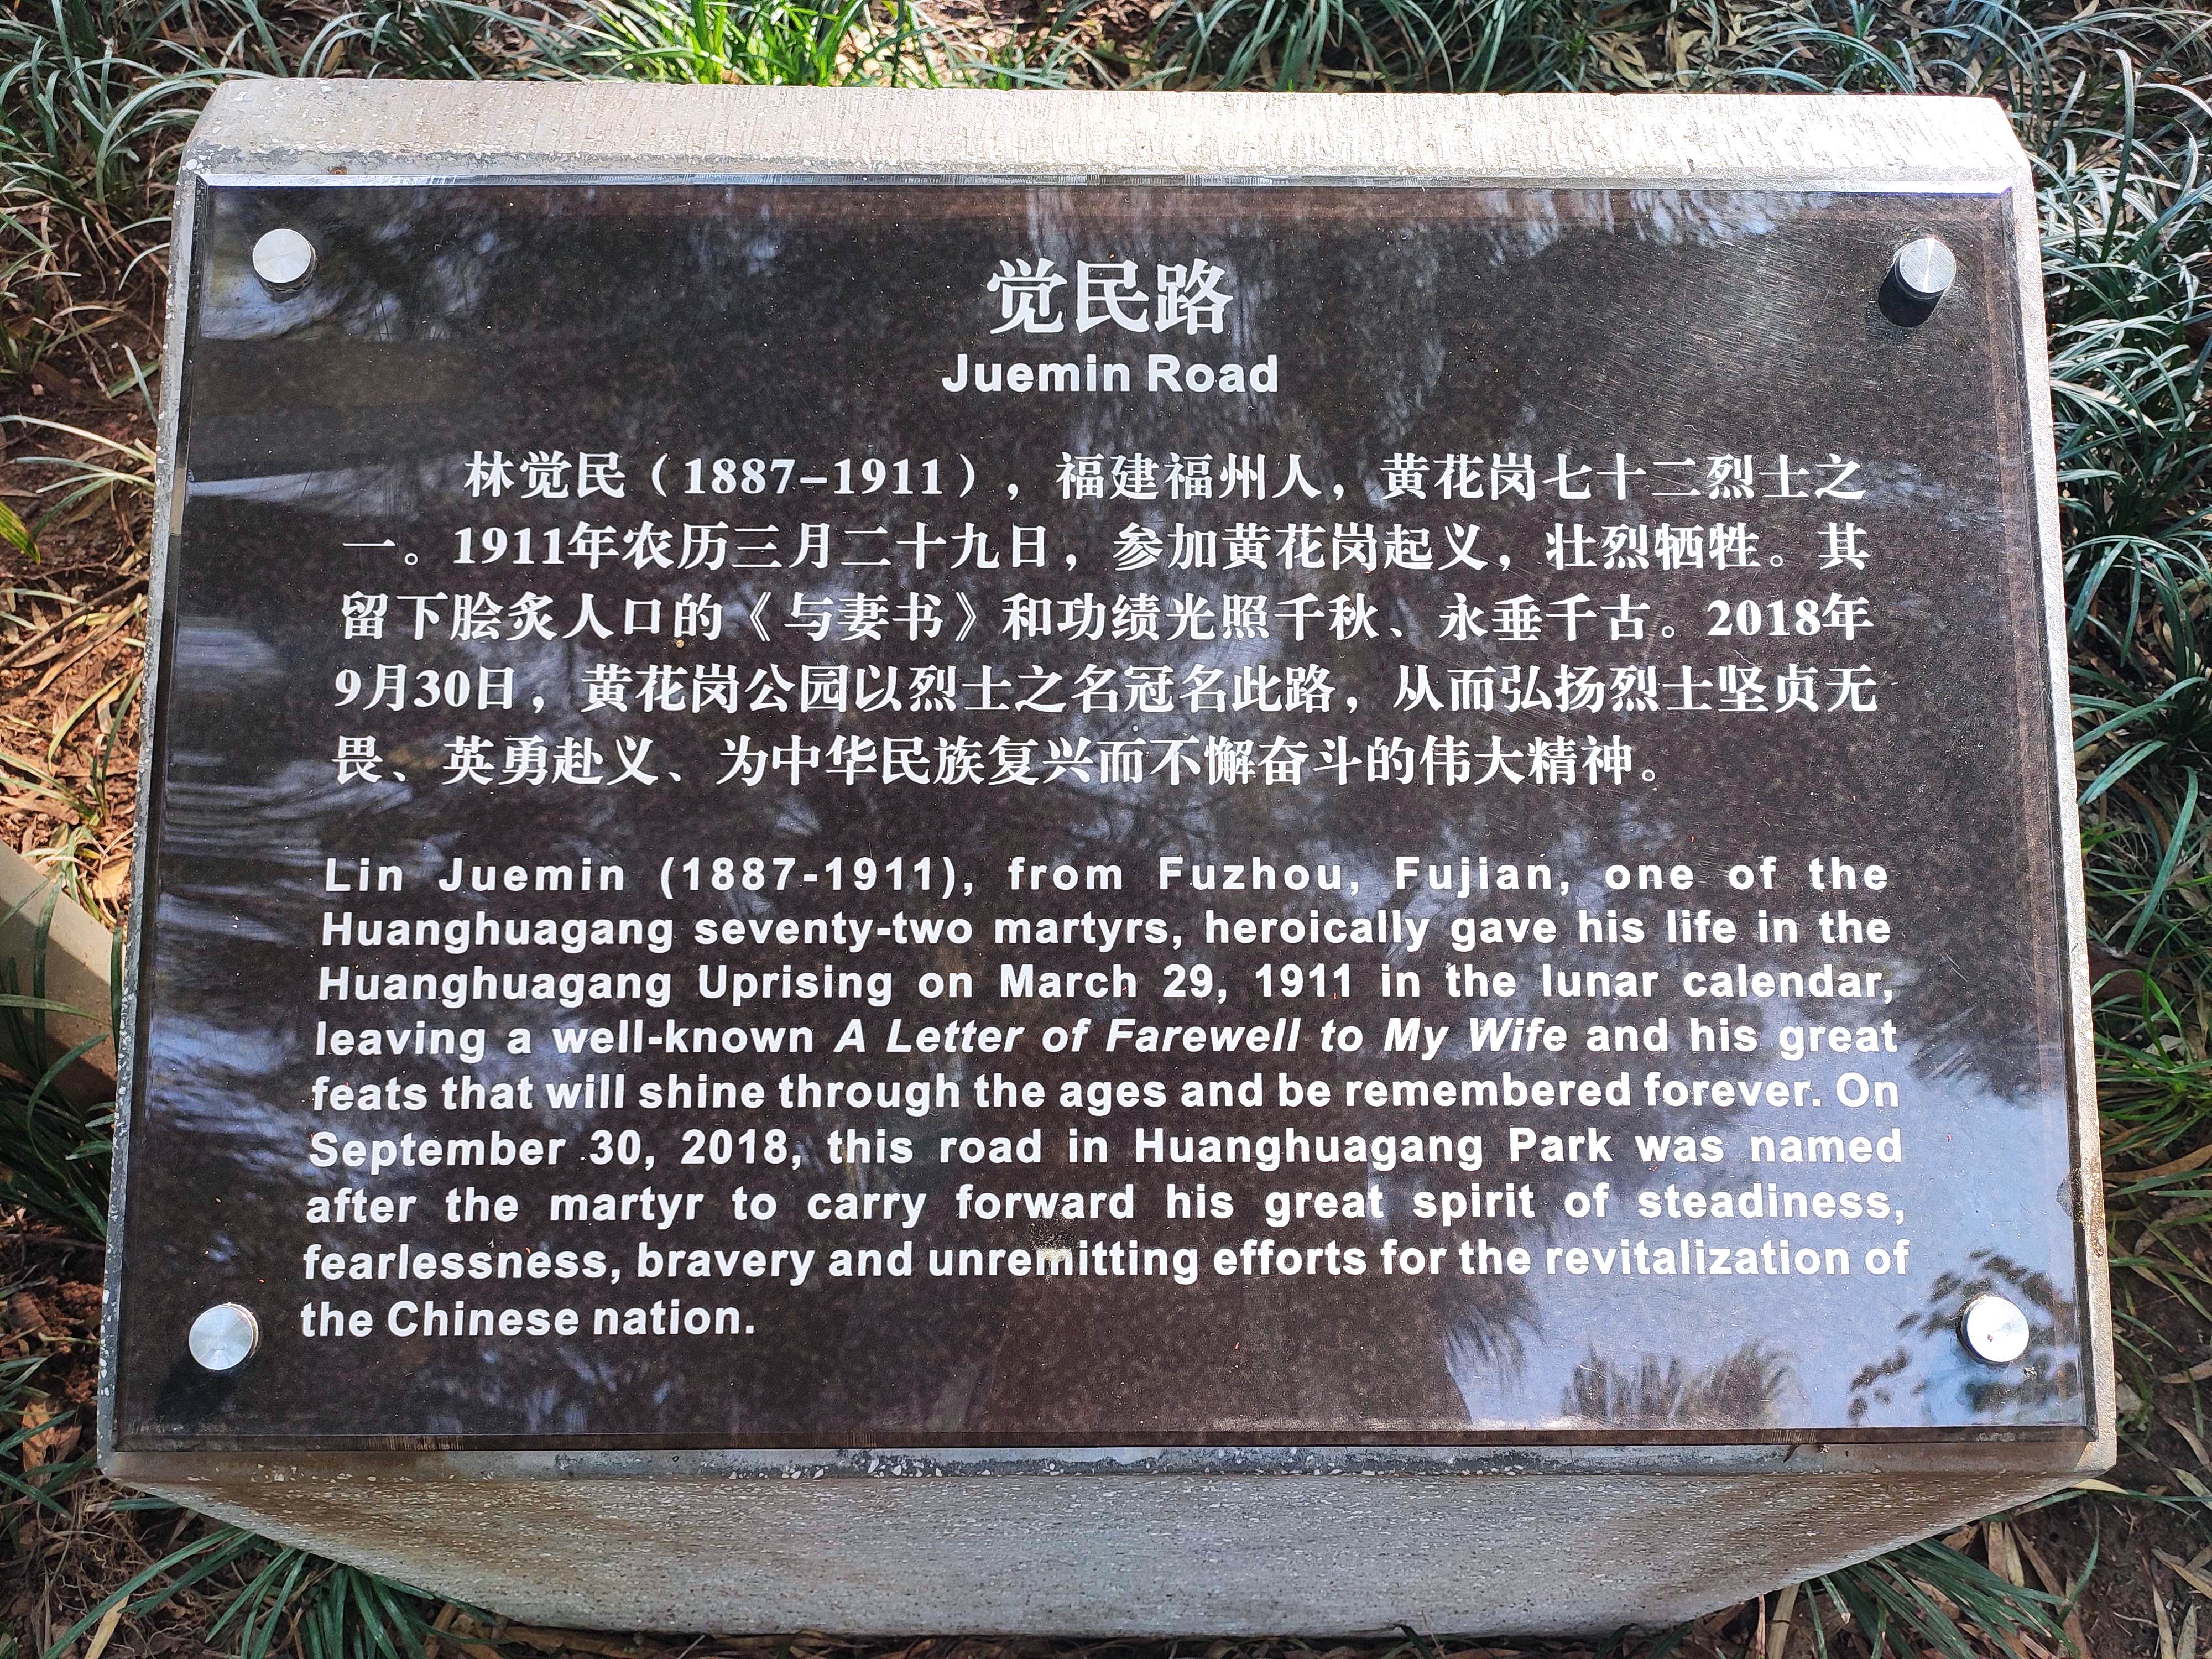 觉民路
Juemin Road
林觉民（1887-1911），福建福州人，黄花岗七十二烈士之
一。1911年农历三月二十九日，参加黄花岗起义，壮烈牺牲。其
留下脍炙人口的《与妻书》和功绩光照千秋、永垂千古。2018年
9月30日，黄花岗公园以烈士之名冠名此路，从而弘扬烈士坚贞无
畏、英勇赴义、为中华民族复兴而不懈奋斗的伟大精神。
Lin Juemin (1887-1911), from Fuzhou, Fujian, one of the
Huanghuagang seventy-two martyrs, heroically gave his life in the
Huanghuagang Uprising on March 29, 1911 in the lunar calendar,
leaving a well-known A Letter of Farewell to My Wife and his great
feats that will shine through the ages and be remembered forever. On
September 30, 2018, this road in Huanghuagang Park was named
after the martyr to carry forward his great spirit of steadiness,
fearlessness, bravery and unremitting efforts for the revitalization of
the Chinese nation.